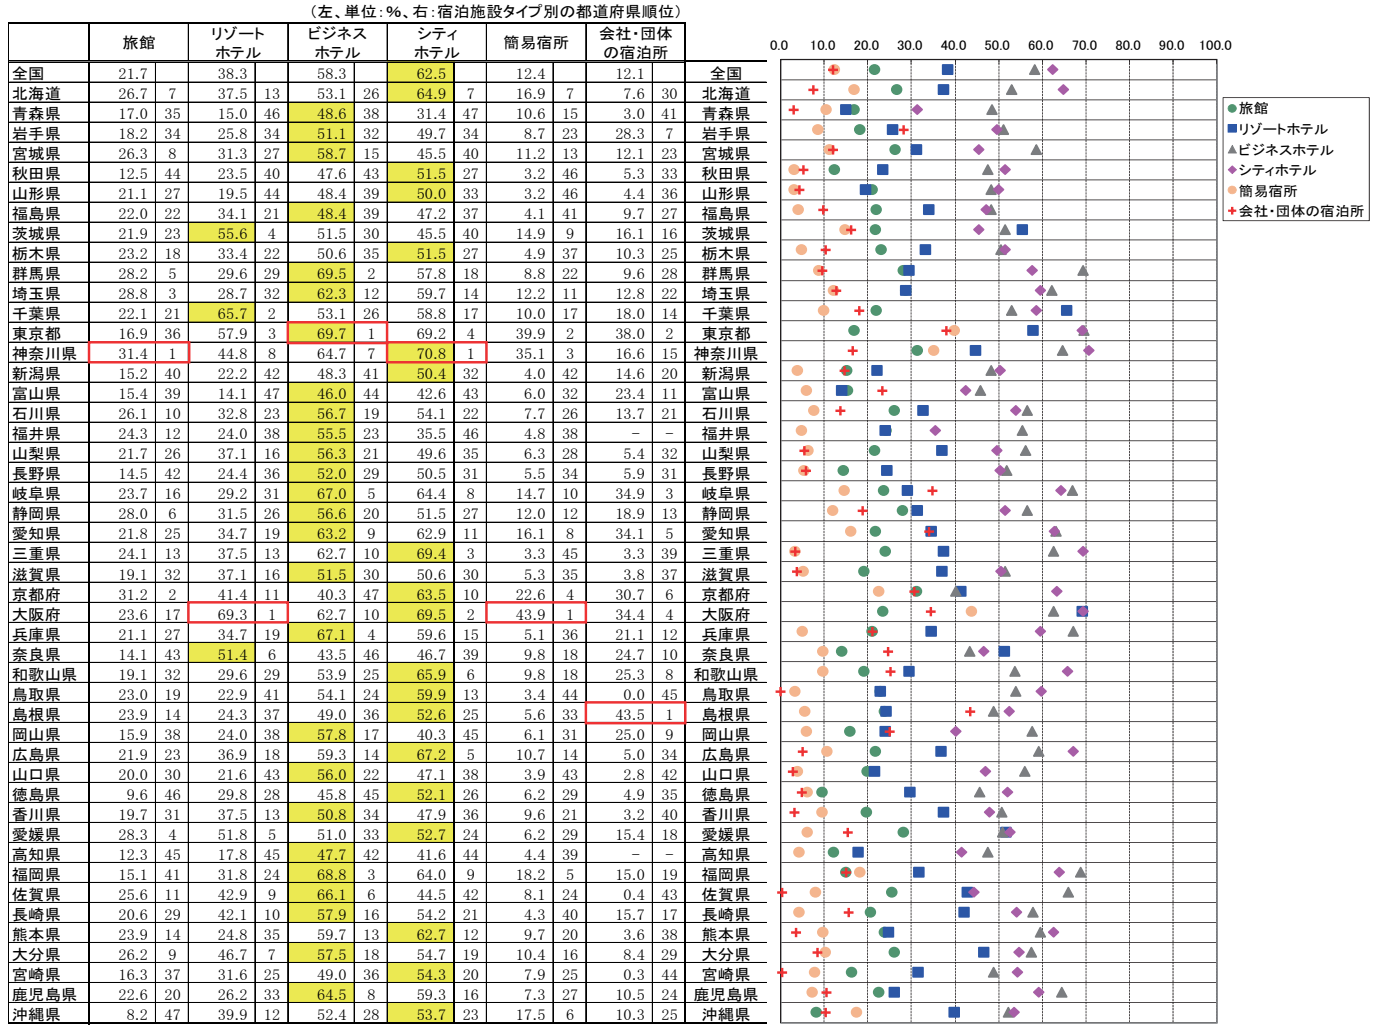 (左、単位:%、右:宿泊施設タイプ別の都道府県順位)
旅館 リゾートホテル ビジネスホテル シティホテル 簡易宿所 会社・団体の宿泊所
0.0 10.0 20.0 30.0 40.0 50.0 60.0 70.0 80.0 90.0 100.0
全国 21.7 38.3 58.3 62.5 12.4 12.1 全国
北海道 26.7 7 37.5 13 53.1 26 64.9 7 16.9 7 7.6 30 北海道
青森県 17.0 35 15.0 46 48.6 38 31.4 47 10.6 15 3.0 41 青森県
岩手県 18.2 34 25.8 34 51.1 32 49.7 34 8.7 23 28.3 7 岩手県
宮城県 26.3 8 31.3 27 58.7 15 45.5 40 11.2 13 12.1 23 宮城県
秋田県 12.5 44 23.5 40 47.6 43 51.5 27 3.2 46 5.3 33 秋田県
山形県 21.1 27 19.5 44 48.4 39 50.0 33 3.2 46 4.4 36 山形県
福島県 22.0 22 34.1 21 48.4 39 47.2 37 4.1 41 9.7 27 福島県
茨城県 21.9 23 55.6 4 51.5 30 45.5 40 14.9 9 16.1 16 茨城県
栃木県 23.2 18 33.4 22 50.6 35 51.5 27 4.9 37 10.3 25 栃木県
群馬県 28.2 5 29.6 29 69.5 2 57.8 18 8.8 22 9.6 28 群馬県
埼玉県 28.8 3 28.7 32 62.3 12 59.7 14 12.2 11 12.8 22 埼玉県
千葉県 22.1 21 65.7 2 53.1 26 58.8 17 10.0 17 18.0 14 千葉県
東京都 16.9 36 57.9 3 69.7 1 69.2 4 39.9 2 38.0 2 東京都
神奈川県 31.4 1 44.8 8 64.7 7 70.8 1 35.1 3 16.6 15 神奈川県
新潟県 15.2 40 22.2 42 48.3 41 50.4 32 4.0 42 14.6 20 新潟県
富山県 15.4 39 14.1 47 46.0 44 42.6 43 6.0 32 23.4 11 富山県
石川県 26.1 10 32.8 23 56.7 19 54.1 22 7.7 26 13.7 21 石川県
福井県 24.3 12 24.0 38 55.5 23 35.5 46 4.8 38 － － 福井県
山梨県 21.7 26 37.1 16 56.3 21 49.6 35 6.3 28 5.4 32 山梨県
長野県 14.5 42 24.4 36 52.0 29 50.5 31 5.5 34 5.9 31 長野県
岐阜県 23.7 16 29.2 31 67.0 5 64.4 8 14.7 10 34.9 3 岐阜県
静岡県 28.0 6 31.5 26 56.6 20 51.5 27 12.0 12 18.9 13 静岡県
愛知県 21.8 25 34.7 19 63.2 9 62.9 11 16.1 8 34.1 5 愛知県
三重県 24.1 13 37.5 13 62.7 10 69.4 3 3.3 45 3.3 39 三重県
滋賀県 19.1 32 37.1 16 51.5 30 50.6 30 5.3 35 3.8 37 滋賀県
京都府 31.2 2 41.4 11 40.3 47 63.5 10 22.6 4 30.7 6 京都府
大阪府 23.6 17 69.3 1 62.7 10 69.5 2 43.9 1 34.4 4 大阪府
兵庫県 21.1 27 34.7 19 67.1 4 59.6 15 5.1 36 21.1 12 兵庫県
奈良県 14.1 43 51.4 6 43.5 46 46.7 39 9.8 18 24.7 10 奈良県
和歌山県 19.1 32 29.6 29 53.9 25 65.9 6 9.8 18 25.3 8 和歌山県
鳥取県 23.0 19 22.9 41 54.1 24 59.9 13 3.4 44 0.0 45 鳥取県
島根県 23.9 14 24.3 37 49.0 36 52.6 25 5.6 33 43.5 1 島根県
岡山県 15.9 38 24.0 38 57.8 17 40.3 45 6.1 31 25.0 9 岡山県
広島県 21.9 23 36.9 18 59.3 14 67.2 5 10.7 14 5.0 34 広島県
山口県 20.0 30 21.6 43 56.0 22 47.1 38 3.9 43 2.8 42 山口県
徳島県 9.6 46 29.8 28 45.8 45 52.1 26 6.2 29 4.9 35 徳島県
香川県 19.7 31 37.5 13 50.8 34 47.9 36 9.6 21 3.2 40 香川県
愛媛県 28.3 4 51.8 5 51.0 33 52.7 24 6.2 29 15.4 18 愛媛県
高知県 12.3 45 17.8 45 47.7 42 41.6 44 4.4 39 － － 高知県
福岡県 15.1 41 31.8 24 68.8 3 64.0 9 18.2 5 15.0 19 福岡県
佐賀県 25.6 11 42.9 9 66.1 6 44.5 42 8.1 24 0.4 43 佐賀県
長崎県 20.6 29 42.1 10 57.9 16 54.2 21 4.3 40 15.7 17 長崎県
熊本県 23.9 14 24.8 35 59.7 13 62.7 12 9.7 20 3.6 38 熊本県
大分県 26.2 9 46.7 7 57.5 18 54.7 19 10.4 16 8.4 29 大分県
宮崎県 16.3 37 31.6 25 49.0 36 54.3 20 7.9 25 0.3 44 宮崎県
鹿児島県 22.6 20 26.2 33 64.5 8 59.3 16 7.3 27 10.5 24 鹿児島県
沖縄県 8.2 47 39.9 12 52.4 28 53.7 23 17.5 6 10.3 25 沖縄県
旅館
リゾートホテル
ビジネスホテル
シティホテル
簡易宿所
会社・団体の宿泊所